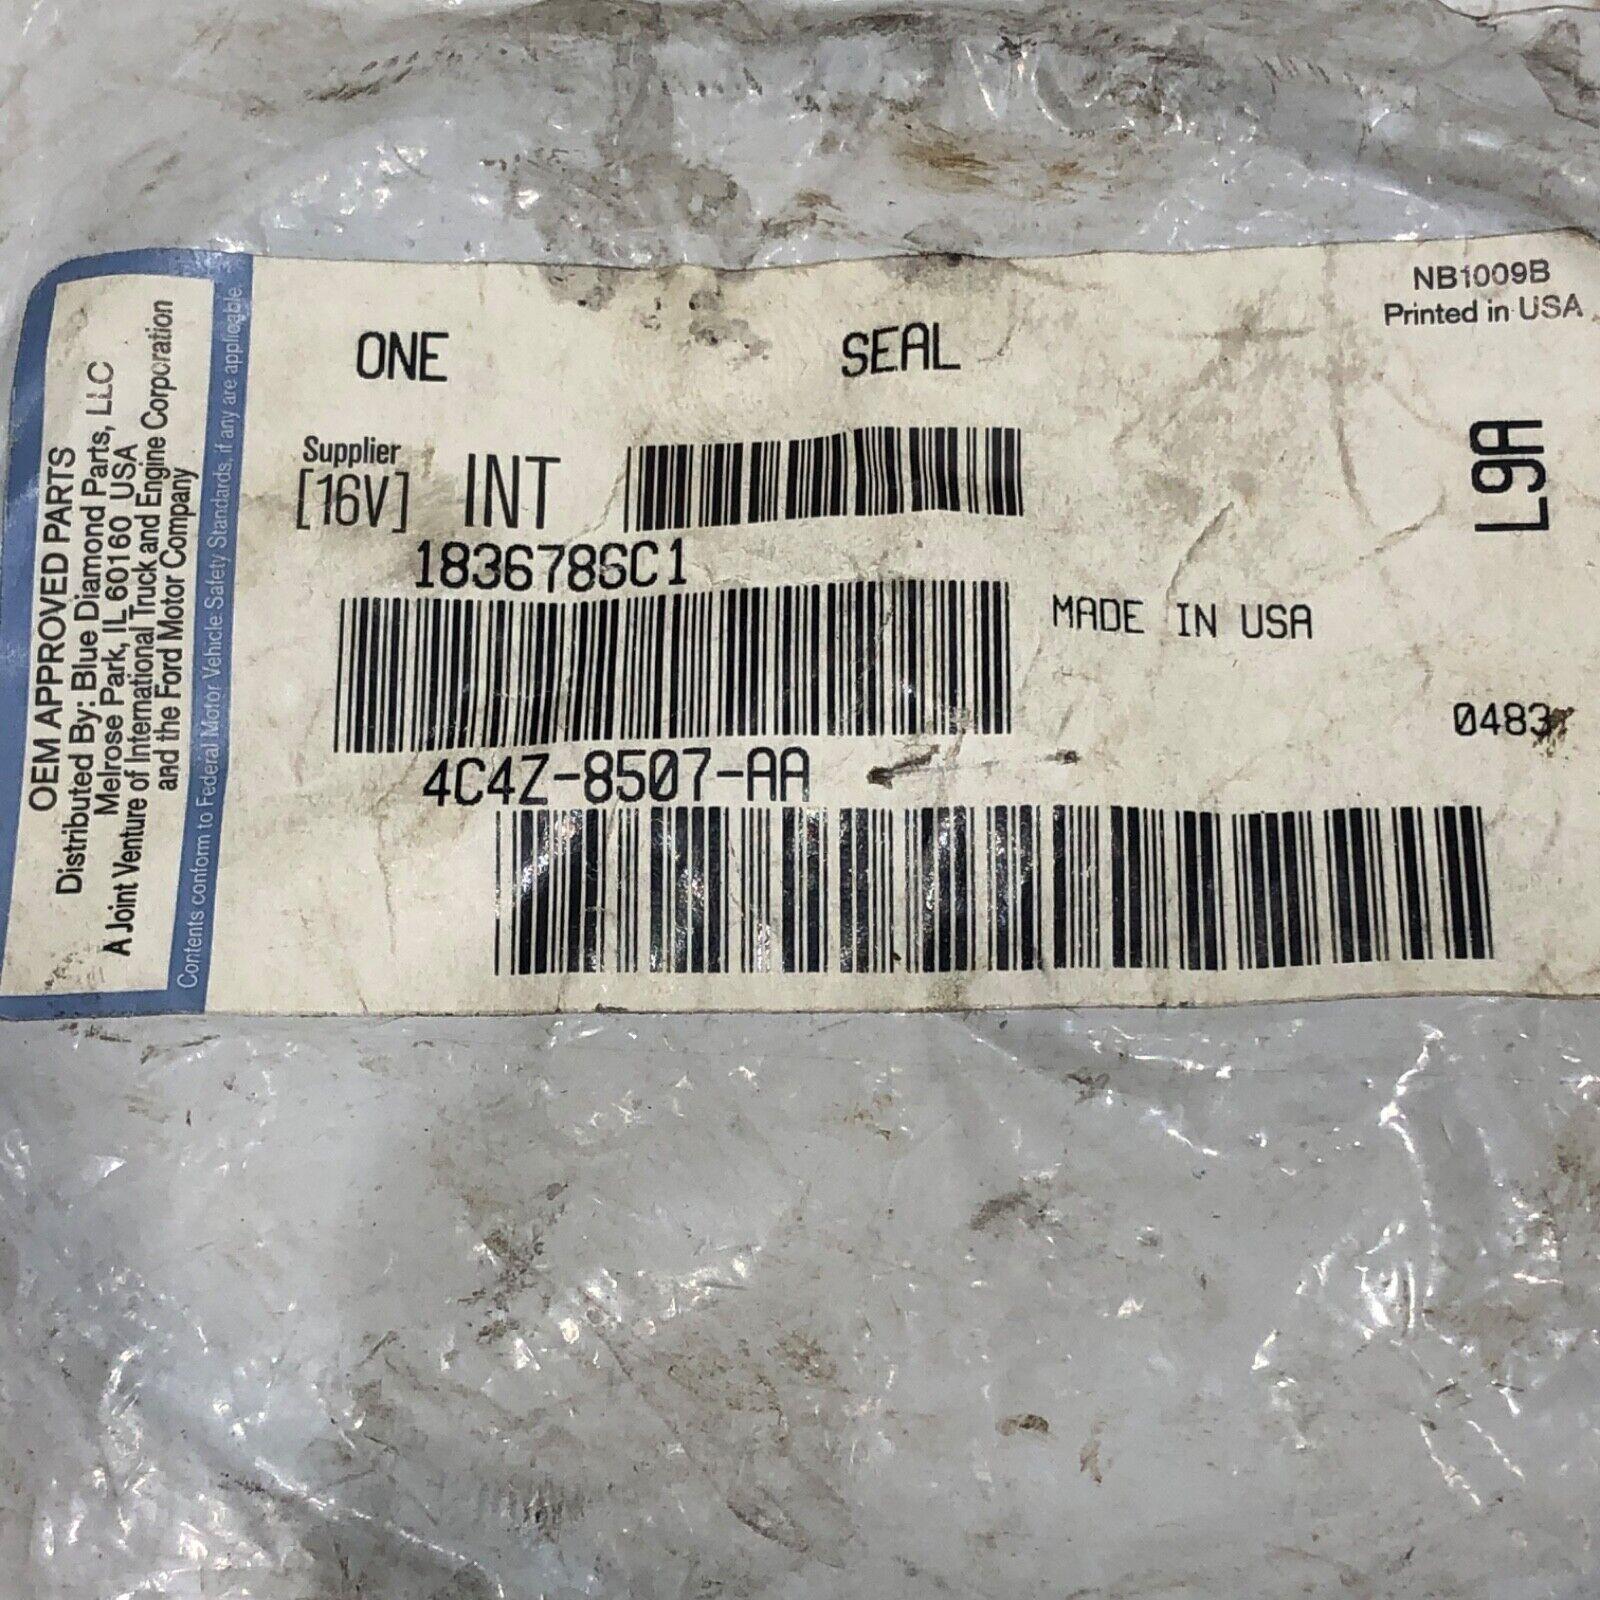 OEM APPROVED PARTS
Distributed By: Blue Diamond Parts, LLC
Melrose Park, IL 60160 USA
A Joint Venture of International Truck and Engine Corporation
and the Ford Motor Company
Contents conform to Federal Motor Vehicle Safety Standards, if any are applicable.
NB1009B
Printed in USA
ONE SEAL
Supplier
[16V] INT
L9A
1836786C1
MADE IN USA
0483
4C4Z-8507-AA